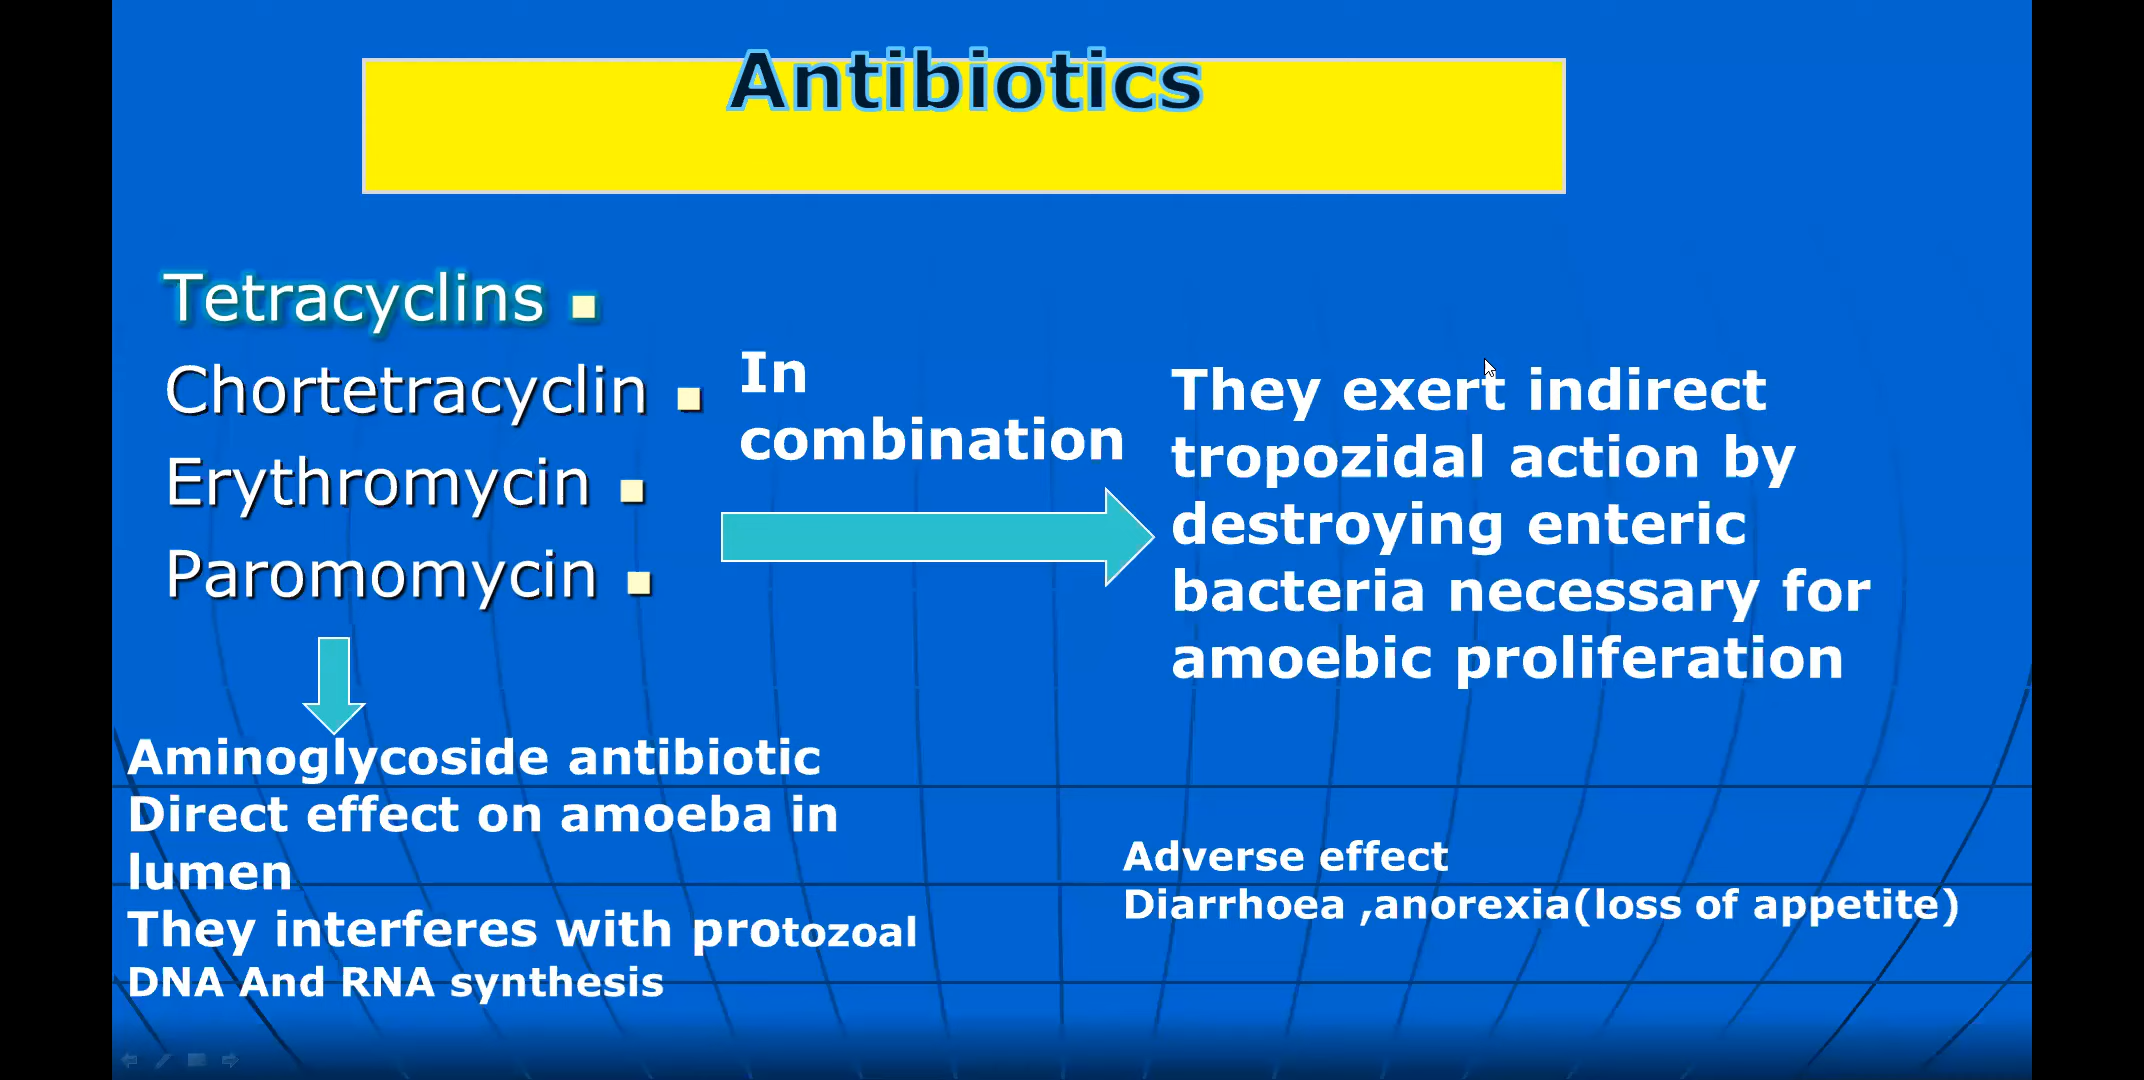 Antibiotics
Tetracyclins
Chortetracyclin
Erythromycin
Paromomycin
In
combination
They exert indirect
tropozidal action by
destroying enteric
bacteria necessary for
amoebic proliferation
Aminoglycoside antibiotic
Direct effect on amoeba in
lumen
They interferes with protozoal
DNA And RNA synthesis
Adverse effect
Diarrhoea ,anorexia(loss of appetite)